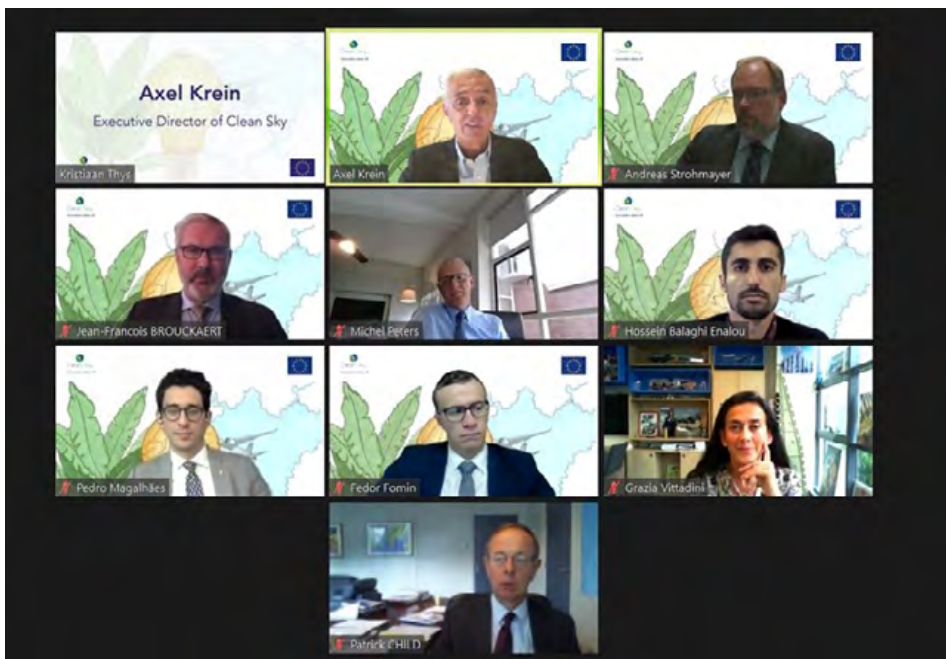 Axel Krein
Executive Director of Clean Sky
Kristiaan Thys
Axel Krein
Andreas Strohmayer
Jean-Francois BROUCKAERT
Michel Peters
Hossein Balaghi Enalou
Pedro Magalhães
Fedor Fomin
Grazia Vittadini
Patrick CHILD